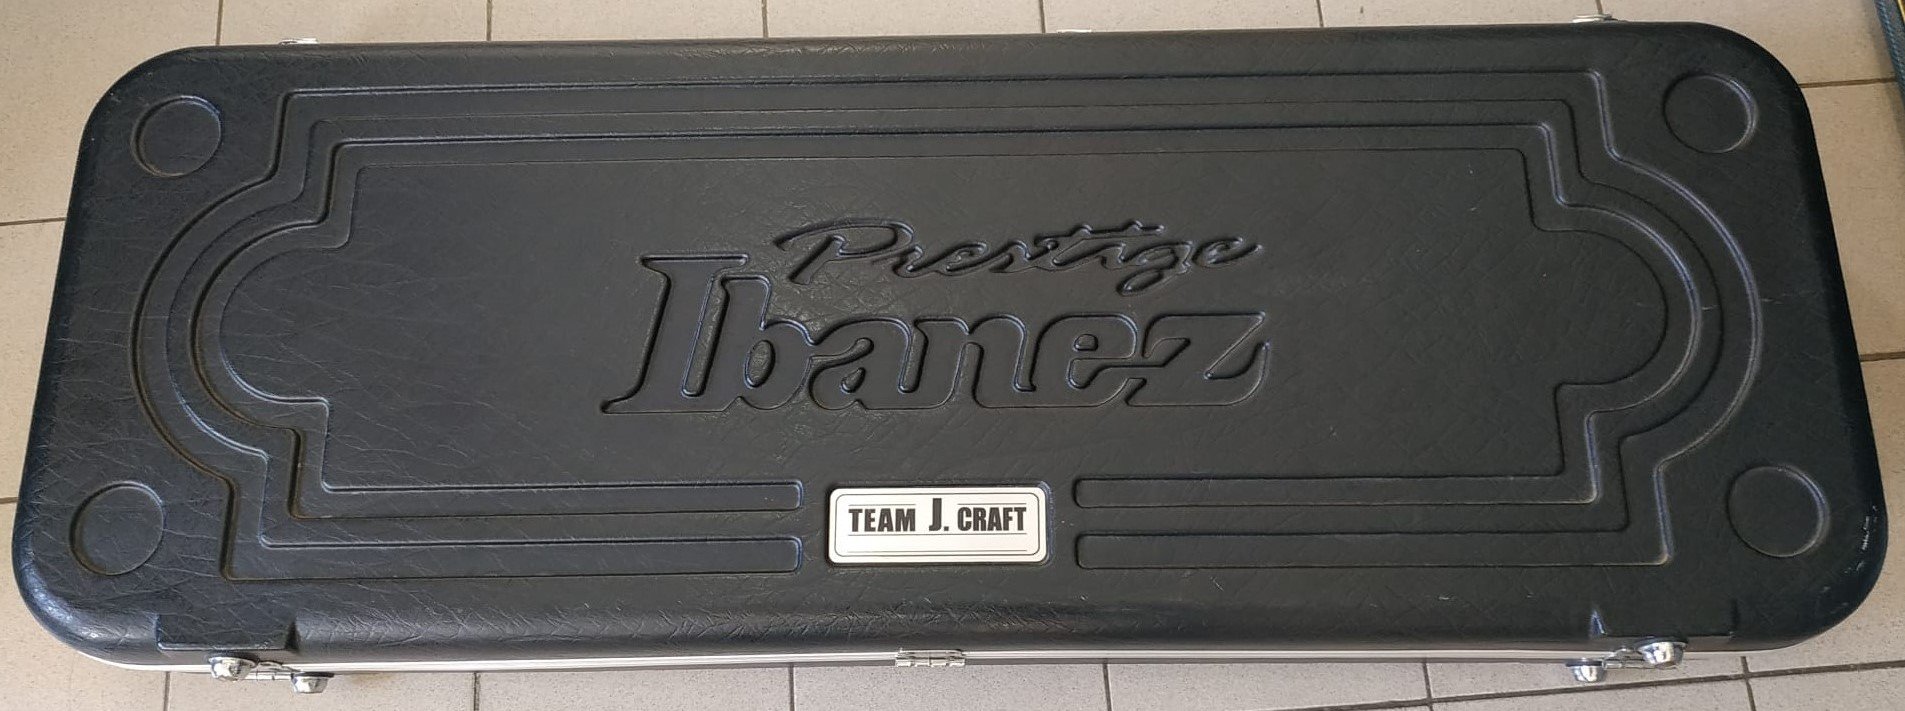 Prestige
Ibanez
TEAM J. CRAFT